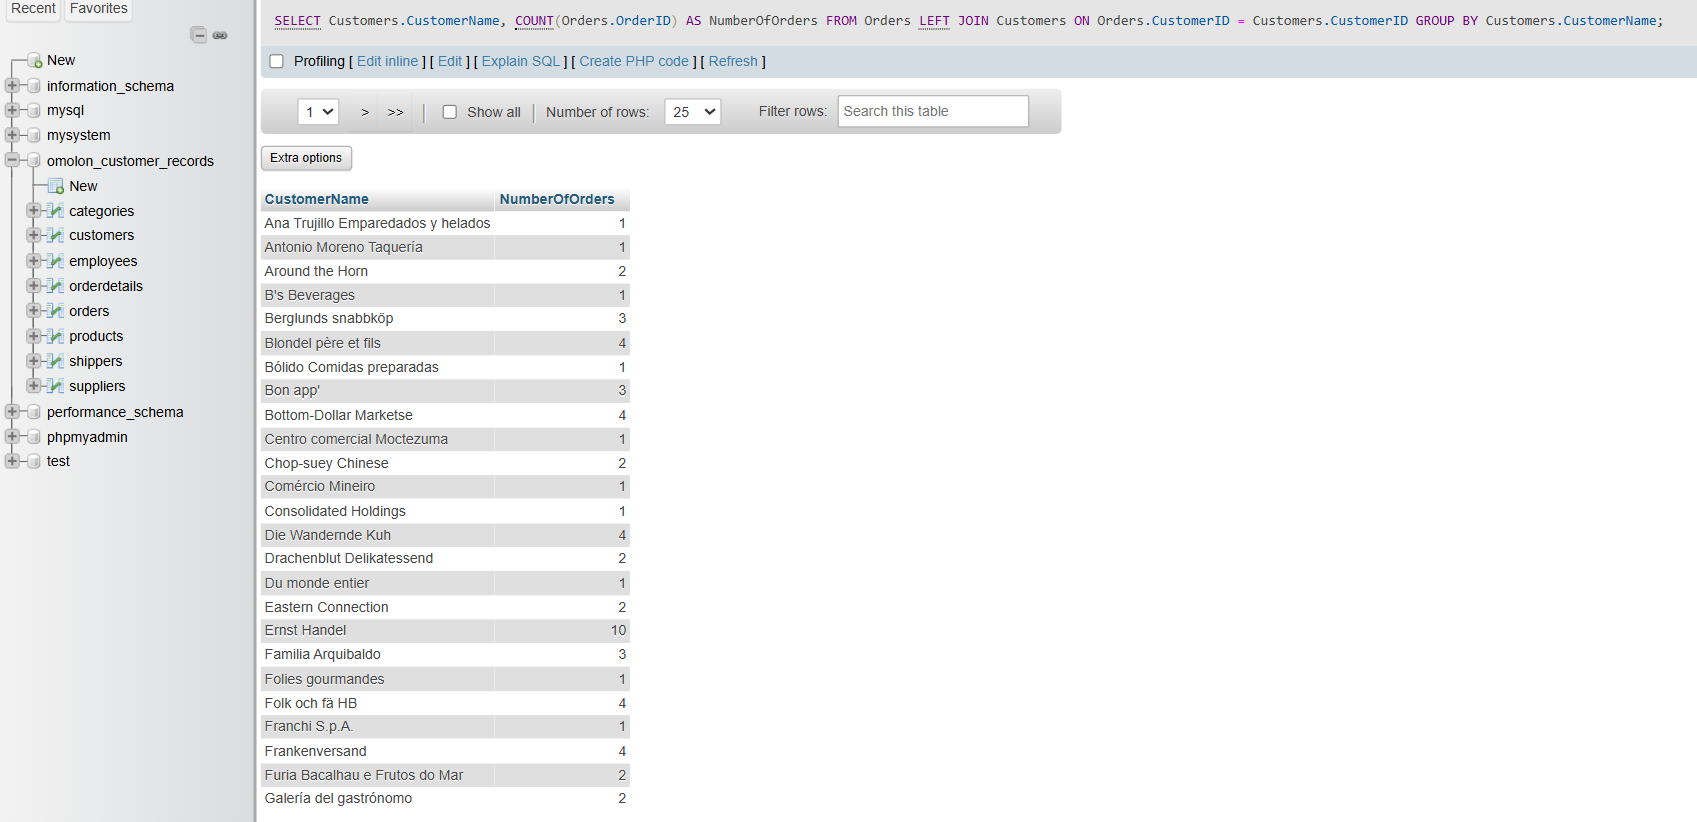 Recent Favorites
SELECT Customers.CustomerName, COUNT(Orders.OrderID) AS NumberOfOrders FROM Orders LEFT JOIN Customers ON Orders.CustomerID = Customers.CustomerID GROUP BY Customers.CustomerName;
Profiling [ Edit inline ] [ Edit ] [ Explain SQL ] [ Create PHP code ] [ Refresh ]
New
information_schema
mysql
mysystem
omolon_customer_records
New
categories
customers
employees
orderdetails
orders
products
shippers
suppliers
performance_schema
phpmyadmin
test
1 > >> Show all Number of rows: 25 Filter rows: Search this table
Extra options
CustomerName NumberOfOrders
Ana Trujillo Emparedados y helados 1
Antonio Moreno Taquería 1
Around the Horn 2
B's Beverages 1
Berglunds snabbköp 3
Blondel père et fils 4
Bólido Comidas preparadas 1
Bon app' 3
Bottom-Dollar Marketse 4
Centro comercial Moctezuma 1
Chop-suey Chinese 2
Comércio Mineiro 1
Consolidated Holdings 1
Die Wandernde Kuh 4
Drachenblut Delikatessend 2
Du monde entier 1
Eastern Connection 2
Ernst Handel 10
Familia Arquibaldo 3
Folies gourmandes 1
Folk och fä HB 4
Franchi S.p.A. 1
Frankenversand 4
Furia Bacalhau e Frutos do Mar 2
Galería del gastrónomo 2